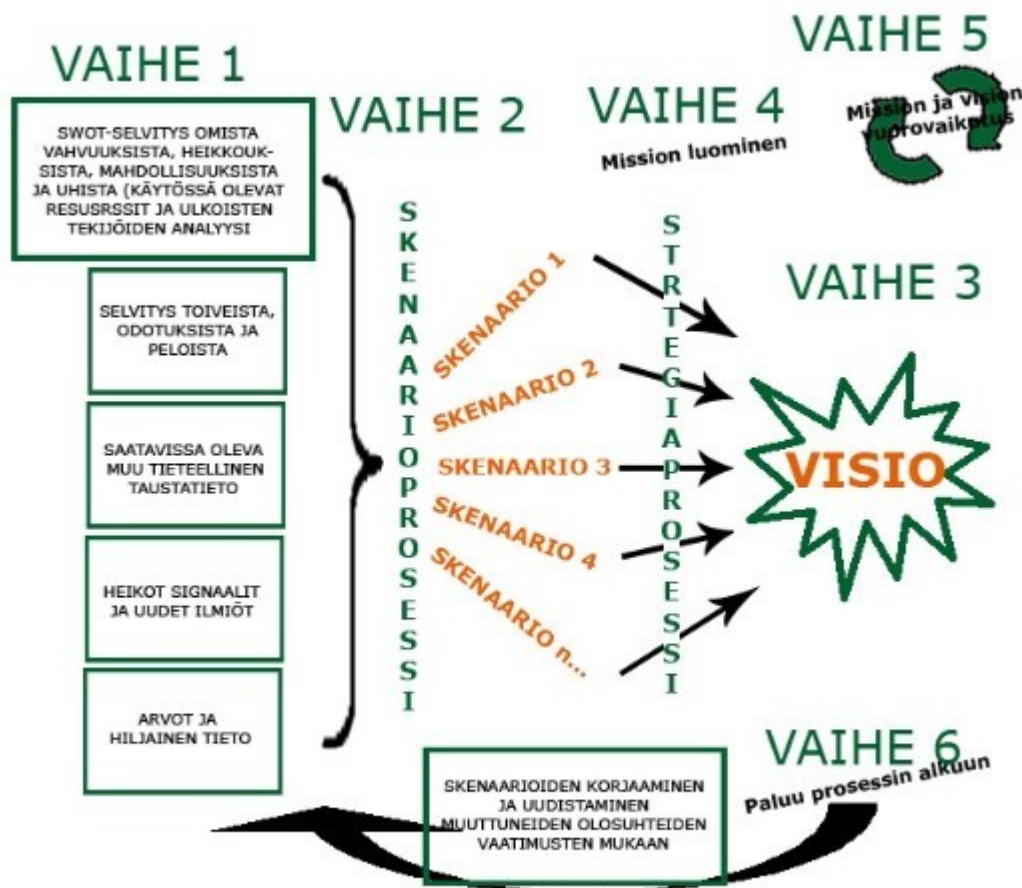 VAIHE 1
SWOT-SELVITYS OMISTA
VAHVUUKSISTA, HEIKKOUK-
SISTA, MAHDOLLISUUKSISTA
JA UHISTA (KÄYTÖSSÄ OLEVAT
RESUSRSSIT JA ULKOISTEN
TEKIJÖIDEN ANALYYSI
SELVITYS TOIVEISTA,
ODOTUKSISTA JA
PELOISTA
SAATAVISSA OLEVA
MUU TIETEELLINEN
TAUSTATIETO
HEIKOT SIGNAALIT
JA UUDET ILMIÖT
ARVOT JA
HILJAINEN TIETO
VAIHE 2
SKENAARIOPROSESSI
SKENAARIO 1
SKENAARIO 2
SKENAARIO 3
SKENAARIO 4
SKENAARIO n...
VAIHE 4
Mission luominen
STRTEGIAPROSESSI
VAIHE 5
Mission ja vision
vuprovaikutus
VAIHE 3
VISIO
VAIHE 6
Paluu prosessin alkuun
SKENAARIOIDEN KORJAAMINEN
JA UUDISTAMINEN
MUUTTUNEIDEN OLOSUHTEIDEN
VAATIMUSTEN MUKAAN